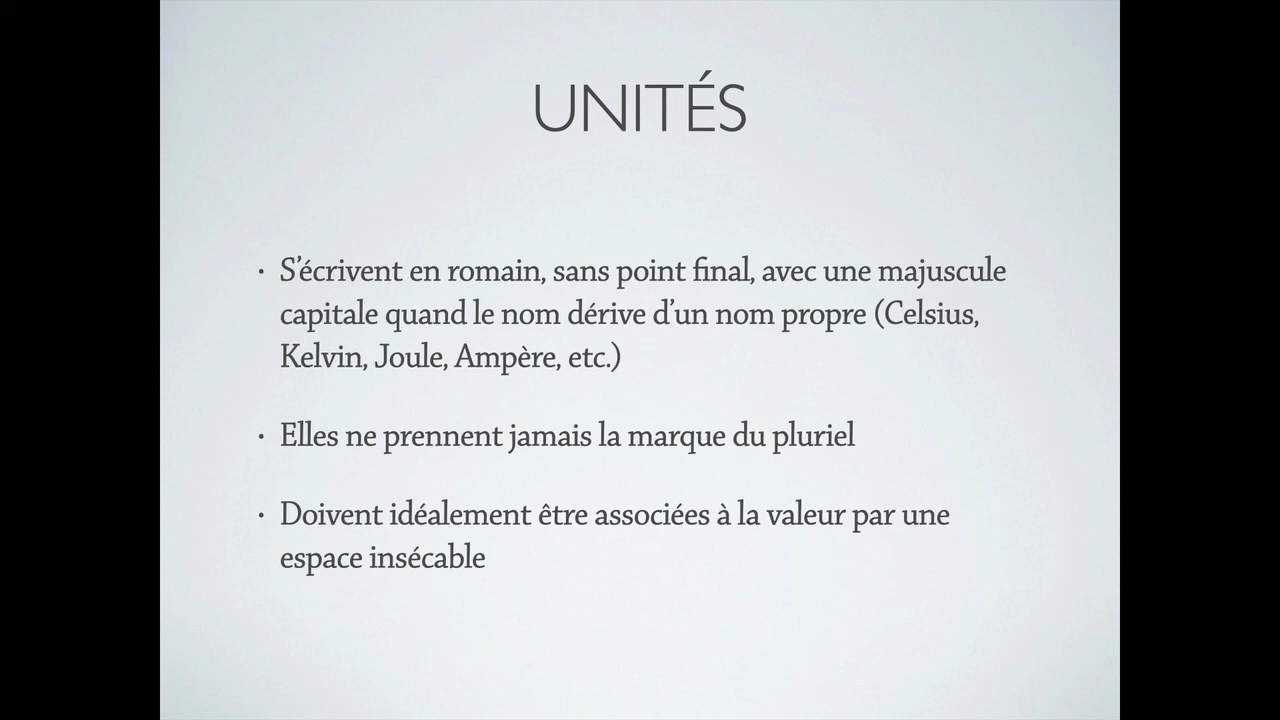 UNITÉS
• S’écrivent en romain, sans point final, avec une majuscule
capitale quand le nom dérive d’un nom propre (Celsius,
Kelvin, Joule, Ampère, etc.)
• Elles ne prennent jamais la marque du pluriel
• Doivent idéalement être associées à la valeur par une
espace insécable